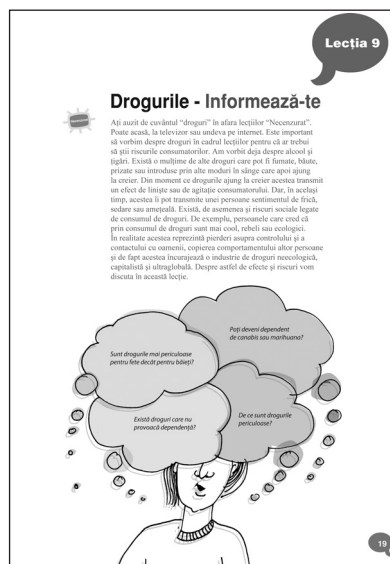 Lecția 9
Drogurile - Informează-te
Ați auzit de cuvântul “droguri” în afara lecțiilor “Necenzurat”.
Poate acasă, la televizor sau undeva pe internet. Este important
să vorbim despre droguri în cadrul lecțiilor pentru că ar trebui
să știi riscurile consumatorilor. Am vorbit deja despre alcool și
țigări. Există o mulțime de alte droguri care pot fi fumate, băute,
prizate sau introduse prin alte moduri în sânge care apoi ajung
la creier. Din moment ce drogurile ajung la creier acestea transmit
un efect de liniște sau de agitație consumatorului. Dar, în același
timp, acestea îi pot transmite unei persoane sentimentul de frică,
sodare sau amețeală. Există, de asemenea și riscuri sociale legate
de consumul de droguri. De exemplu, persoanele care cred că
prin consumul de droguri sunt mai cool, rebeli sau ecologici.
În realitate acestea reprezintă pierderi asupra controlului și a
contactului cu oamenii, copierea comportamentului altor persoane
și de fapt acestea încurajează o industrie de droguri neecologică,
capitalistă și ultraglobală. Despre astfel de efecte și riscuri vom
discuta în această lecție.
Poți deveni dependent
de canabis sau marihuana?
Sunt drogurile mai periculoase
pentru fete decât pentru băieți?
Există droguri care nu
provoacă dependență?
De ce sunt drogurile
periculoase?
19